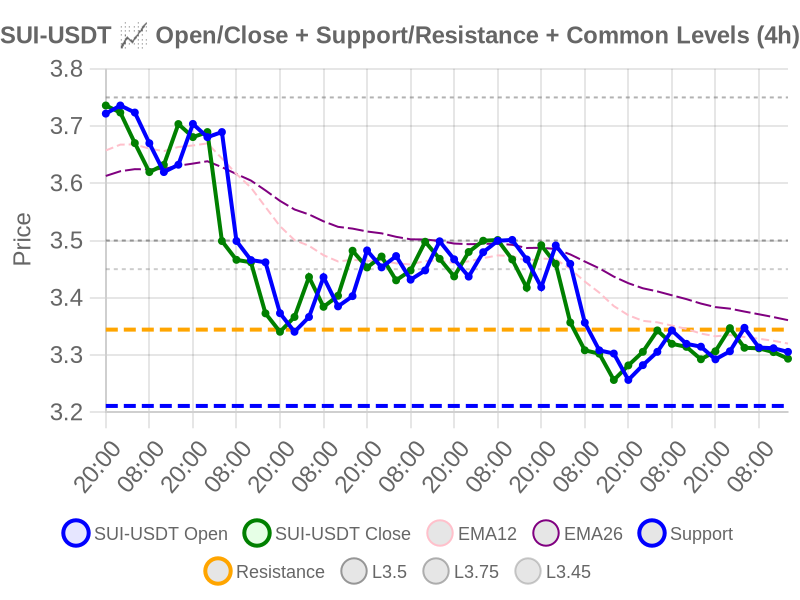 SUI-USDT 📈 Open/Close + Support/Resistance + Common Levels (4h)
3.8
3.7
3.6
3.5
3.4
3.3
3.2
Price
20:00
08:00
20:00
08:00
20:00
08:00
20:00
08:00
20:00
08:00
20:00
08:00
20:00
08:00
20:00
08:00
SUI-USDT Open
SUI-USDT Close
EMA12
EMA26
Support
Resistance
L3.5
L3.75
L3.45